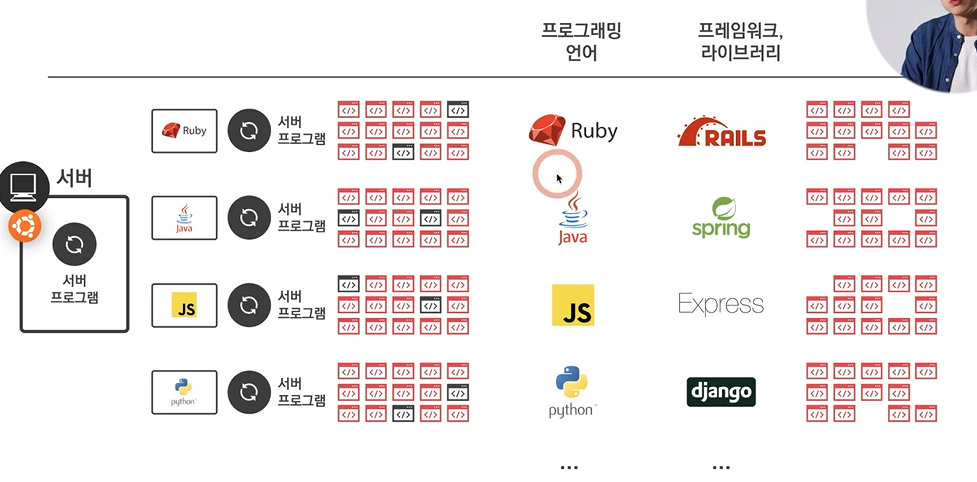 프로그래밍
언어
프레임워크,
라이브러리
서버
서버
프로그램
Ruby
서버
프로그램
Ruby
RAILS
Java
서버
프로그램
Java
spring
JS
서버
프로그램
JS
Express
python
서버
프로그램
python
django
...
...